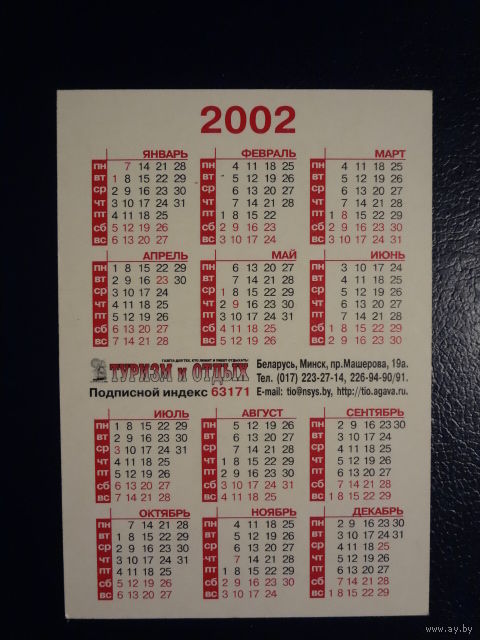 2002
ЯНВАРЬ ФЕВРАЛЬ МАРТ
ПН 7 14 21 28 ПН 4 11 18 25 ПН 4 11 18 25
ВТ 1 8 15 22 29 ВТ 5 12 19 26 ВТ 5 12 19 26
СР 2 9 16 23 30 СР 6 13 20 27 СР 6 13 20 27
ЧТ 3 10 17 24 31 ЧТ 7 14 21 28 ЧТ 7 14 21 28
ПТ 4 11 18 25 ПТ 1 8 15 22 ПТ 1 8 15 22 29
СБ 5 12 19 26 СБ 2 9 16 23 СБ 2 9 16 23 30
ВС 6 13 20 27 ВС 3 10 17 24 ВС 3 10 17 24 31
АПРЕЛЬ МАЙ ИЮНЬ
ПН 1 8 15 22 29 ПН 6 13 20 27 ПН 3 10 17 24
ВТ 2 9 16 23 30 ВТ 7 14 21 28 ВТ 4 11 18 25
СР 3 10 17 24 СР 1 8 15 22 29 СР 5 12 19 26
ЧТ 4 11 18 25 ЧТ 2 9 16 23 30 ЧТ 6 13 20 27
ПТ 5 12 19 26 ПТ 3 10 17 24 31 ПТ 7 14 21 28
СБ 6 13 20 27 СБ 4 11 18 25 СБ 1 8 15 22 29
ВС 7 14 21 28 ВС 5 12 19 26 ВС 2 9 16 23 30
ГАЗЕТА ДЛЯ ТЕХ, КТО ЛЮБИТ И УМЕЕТ ОТДЫХАТЬ!
ТУРИЗМ и ОТДЫХ
Подписной индекс 63171
Беларусь, Минск, пр.Машерова, 19а.
Тел. (017) 223-27-14, 226-94-90/91.
E-mail: tio@nsys.by, http://tio.agava.ru.
ИЮЛЬ АВГУСТ СЕНТЯБРЬ
ПН 1 8 15 22 29 ПН 5 12 19 26 ПН 2 9 16 23 30
ВТ 2 9 16 23 30 ВТ 6 13 20 27 ВТ 3 10 17 24
СР 3 10 17 24 31 СР 7 14 21 28 СР 4 11 18 25
ЧТ 4 11 18 25 ЧТ 1 8 15 22 29 ЧТ 5 12 19 26
ПТ 5 12 19 26 ПТ 2 9 16 23 30 ПТ 6 13 20 27
СБ 6 13 20 27 СБ 3 10 17 24 31 СБ 7 14 21 28
ВС 7 14 21 28 ВС 4 11 18 25 ВС 1 8 15 22 29
ОКТЯБРЬ НОЯБРЬ ДЕКАБРЬ
ПН 7 14 21 28 ПН 4 11 18 25 ПН 2 9 16 23 30
ВТ 1 8 15 22 29 ВТ 5 12 19 26 ВТ 3 10 17 24 31
СР 2 9 16 23 30 СР 6 13 20 27 СР 4 11 18 25
ЧТ 3 10 17 24 31 ЧТ 7 14 21 28 ЧТ 5 12 19 26
ПТ 4 11 18 25 ПТ 1 8 15 22 29 ПТ 6 13 20 27
СБ 5 12 19 26 СБ 2 9 16 23 30 СБ 7 14 21 28
ВС 6 13 20 27 ВС 3 10 17 24 ВС 1 8 15 22 29
www.ay.by